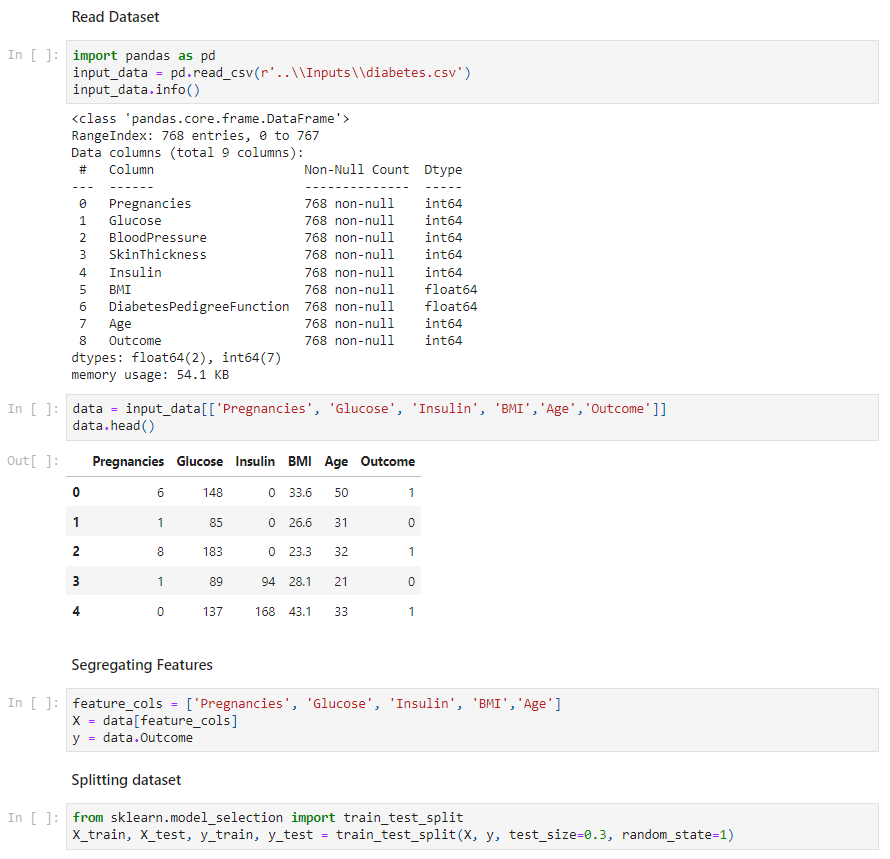 Read Dataset
In [ ]: import pandas as pd
input_data = pd.read_csv(r'..\\Inputs\\diabetes.csv')
input_data.info()
<class 'pandas.core.frame.DataFrame'>
RangeIndex: 768 entries, 0 to 767
Data columns (total 9 columns):
 #   Column                    Non-Null Count  Dtype
---  ------                    --------------  -----
 0   Pregnancies               768 non-null    int64
 1   Glucose                   768 non-null    int64
 2   BloodPressure             768 non-null    int64
 3   SkinThickness             768 non-null    int64
 4   Insulin                   768 non-null    int64
 5   BMI                       768 non-null    float64
 6   DiabetesPedigreeFunction  768 non-null    float64
 7   Age                       768 non-null    int64
 8   Outcome                   768 non-null    int64
dtypes: float64(2), int64(7)
memory usage: 54.1 KB
In [ ]: data = input_data[['Pregnancies', 'Glucose', 'Insulin', 'BMI','Age','Outcome']]
data.head()
Out[ ]: Pregnancies Glucose Insulin BMI Age Outcome
0 6 148 0 33.6 50 1
1 1 85 0 26.6 31 0
2 8 183 0 23.3 32 1
3 1 89 94 28.1 21 0
4 0 137 168 43.1 33 1
Segregating Features
In [ ]: feature_cols = ['Pregnancies', 'Glucose', 'Insulin', 'BMI','Age']
X = data[feature_cols]
y = data.Outcome
Splitting dataset
In [ ]: from sklearn.model_selection import train_test_split
X_train, X_test, y_train, y_test = train_test_split(X, y, test_size=0.3, random_state=1)